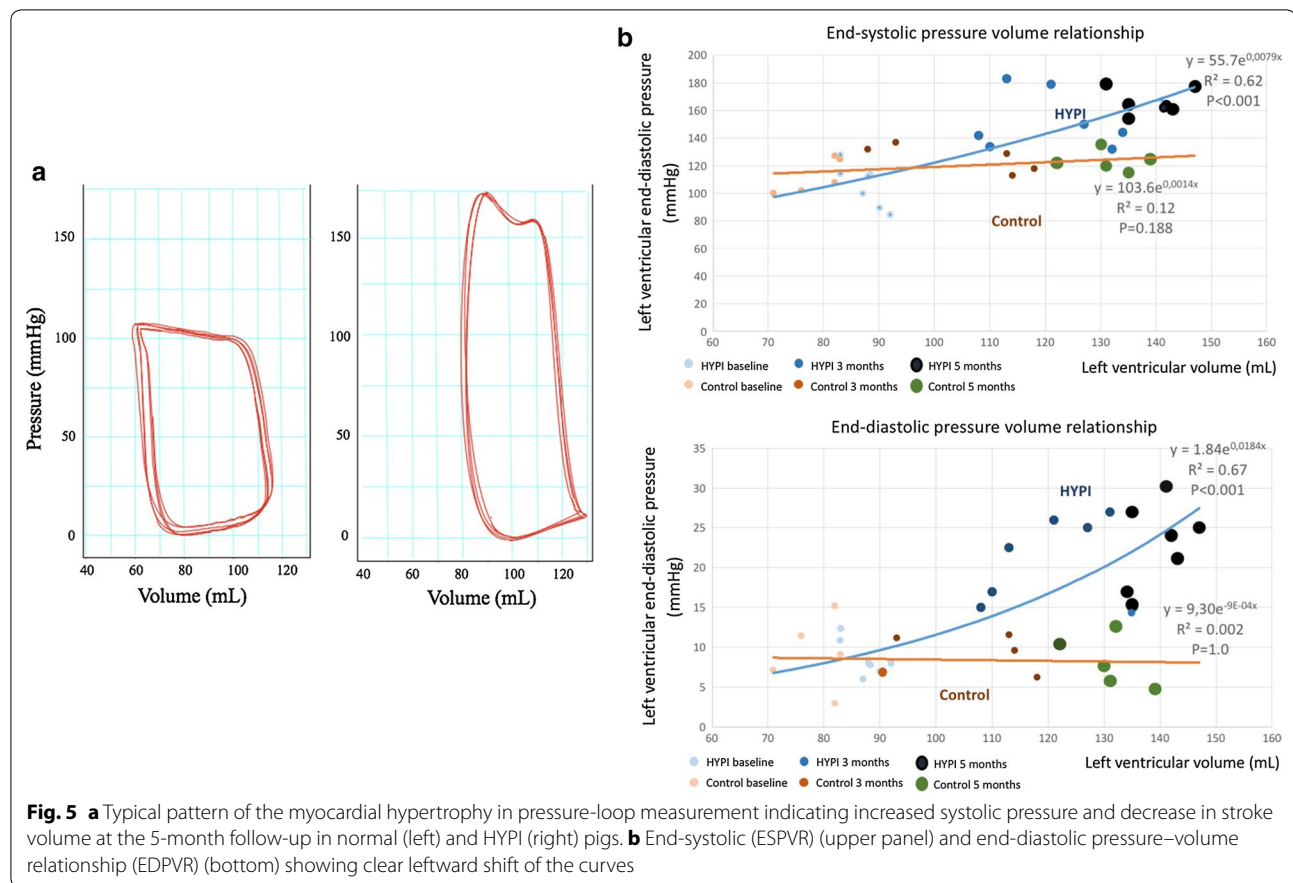 a
Pressure (mmHg)
150
100
50
0
40 60 80 100 120
Volume (mL)
150
100
50
0
40 60 80 100 120
Volume (mL)
b
End-systolic pressure volume relationship
Left ventricular end-diastolic pressure
(mmHg)
200
180
160
140
120
100
80
60
40
20
0
y = 55.7e^0,0079x
R² = 0.62
P<0.001
HYPI
y = 103.6e^0,0014x
R² = 0.12
P=0.188
Control
60 70 80 90 100 110 120 130 140 150 160
HYPI baseline HYPI 3 months HYPI 5 months Left ventricular volume (mL)
Control baseline Control 3 months Control 5 months
End-diastolic pressure volume relationship
Left ventricular end-diastolic pressure
(mmHg)
35
30
25
20
15
10
5
0
y = 1.84e^0,0184x
R² = 0.67
P<0.001
HYPI
y = 9,30e^-9E-04x
R² = 0.002
P=1.0
Control
60 70 80 90 100 110 120 130 140 150 160
HYPI baseline HYPI 3 months HYPI 5 months Left ventricular volume (mL)
Control baseline Control 3 months Control 5 months
Fig. 5 a Typical pattern of the myocardial hypertrophy in pressure-loop measurement indicating increased systolic pressure and decrease in stroke
volume at the 5-month follow-up in normal (left) and HYPI (right) pigs. b End-systolic (ESPVR) (upper panel) and end-diastolic pressure–volume
relationship (EDPVR) (bottom) showing clear leftward shift of the curves